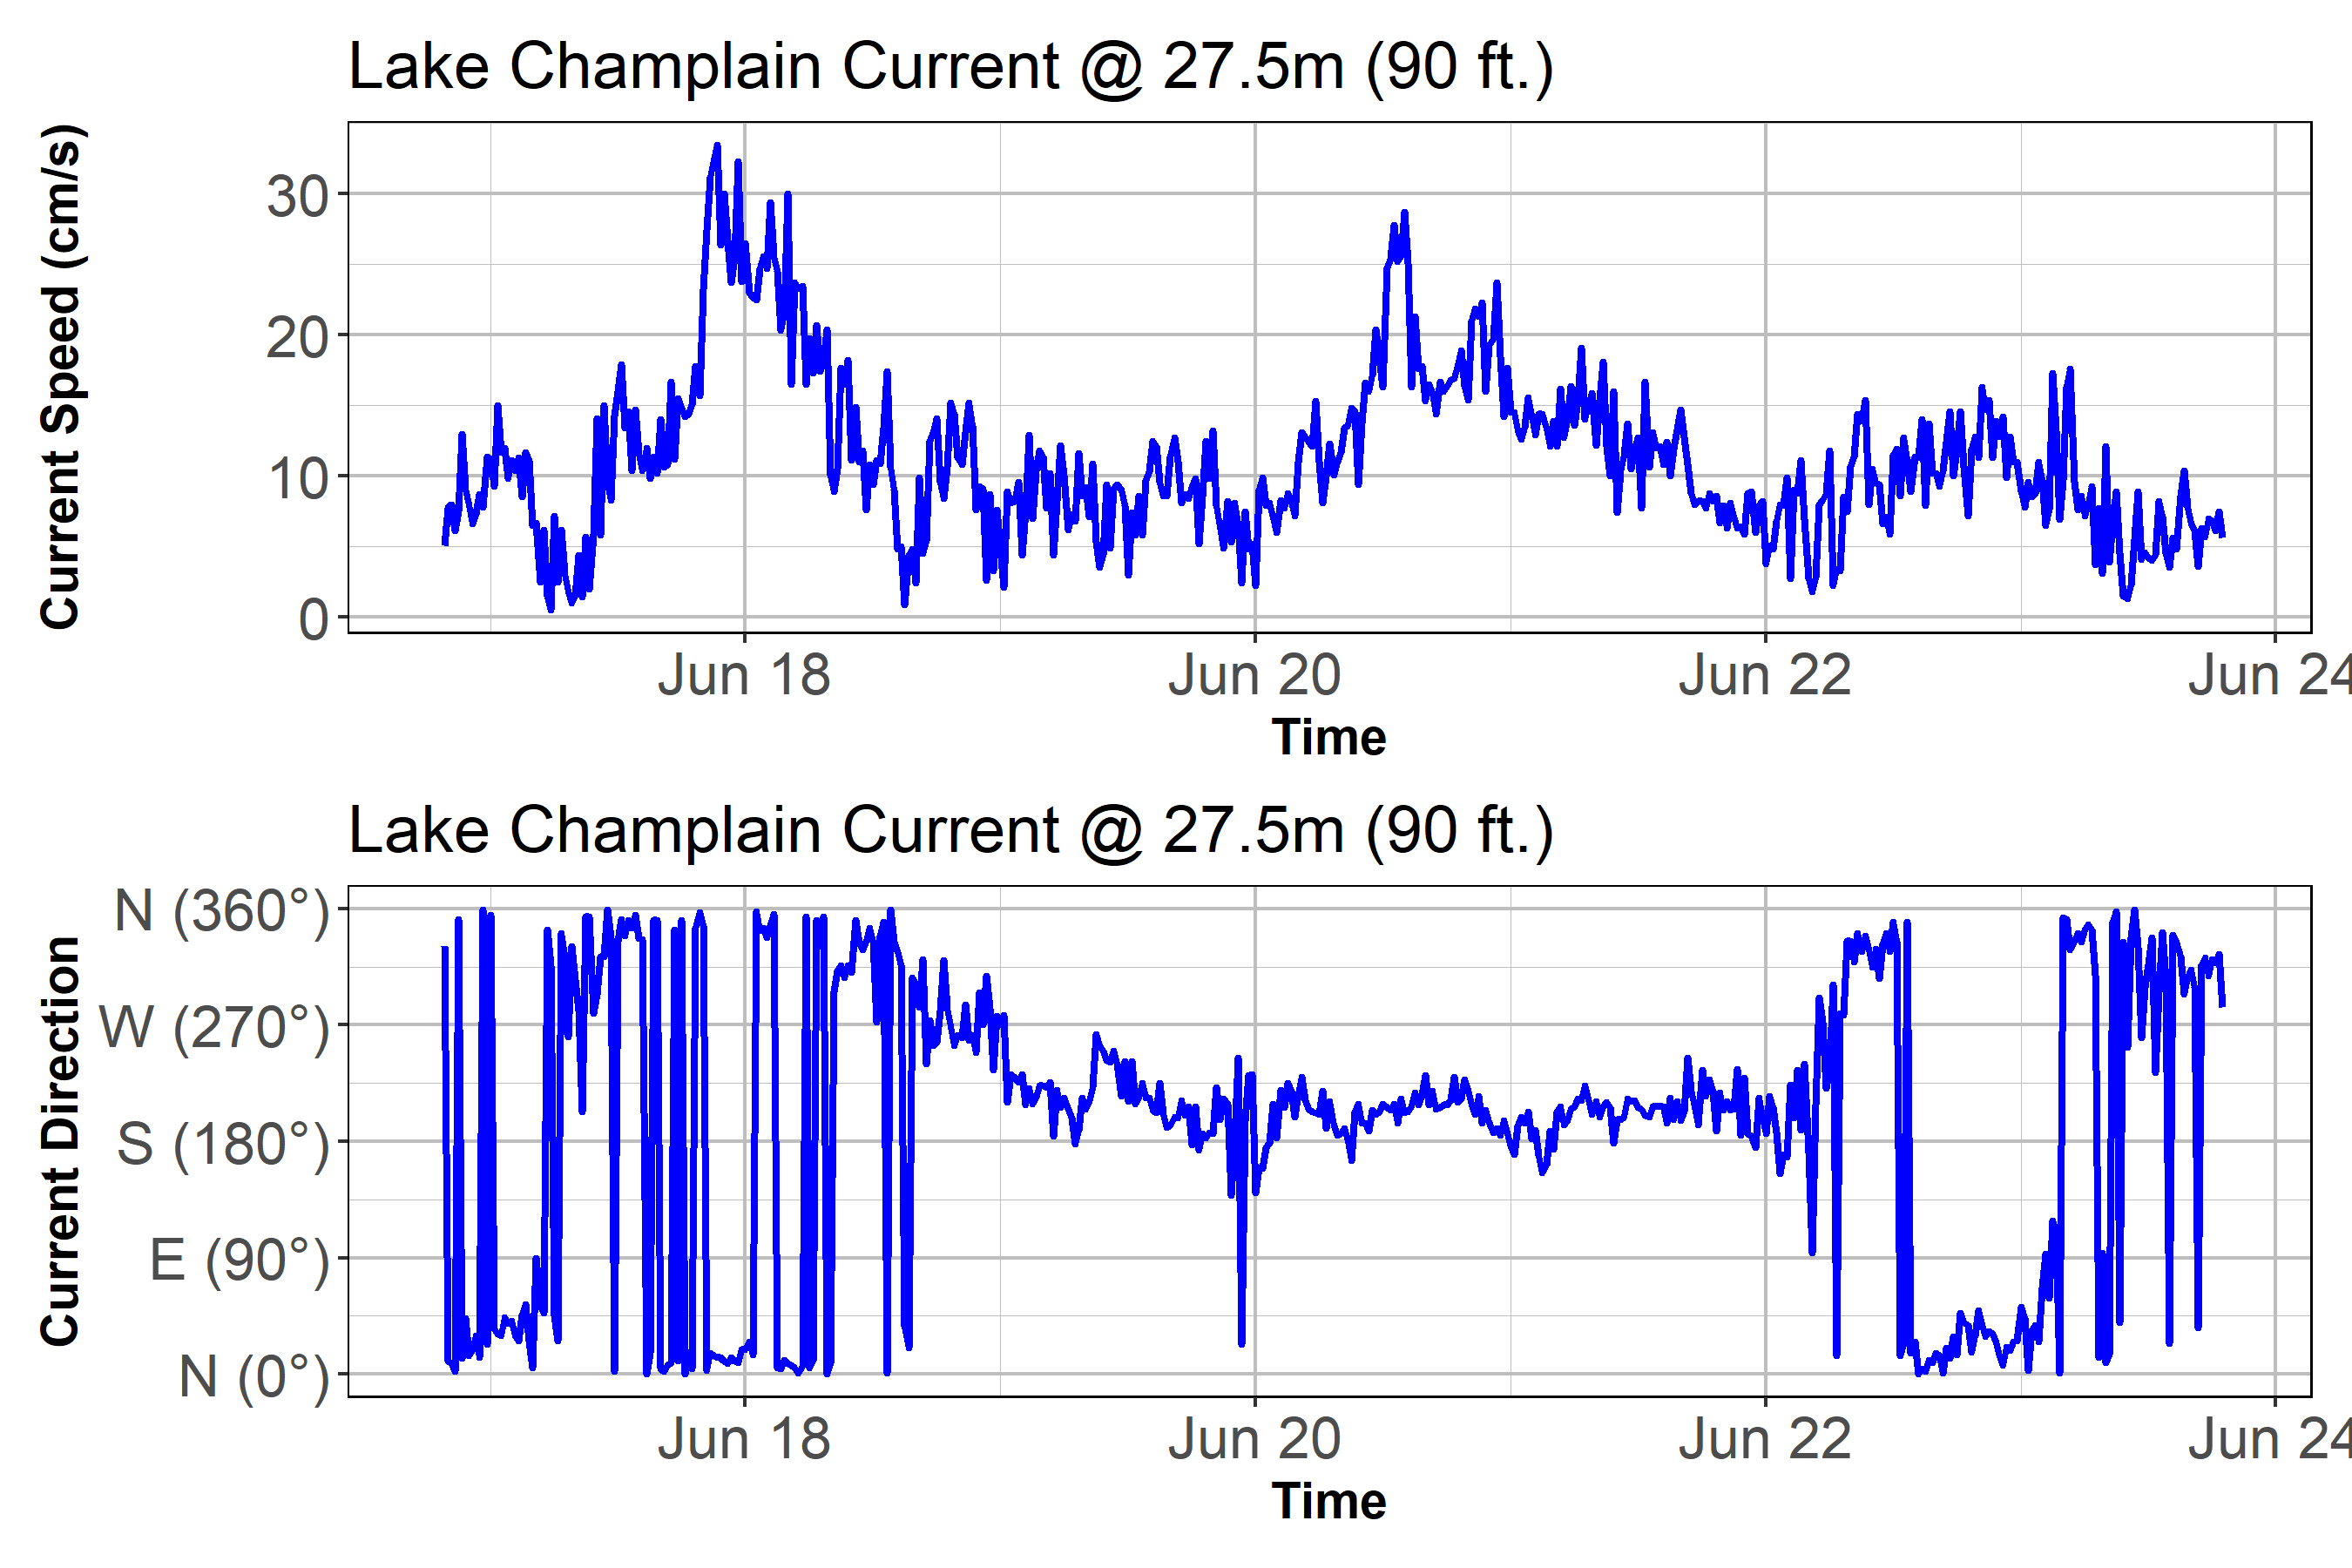 Lake Champlain Current @ 27.5m (90 ft.)
Current Speed (cm/s)
30
20
10
0
Jun 18 Jun 20 Jun 22 Jun 24
Time
Lake Champlain Current @ 27.5m (90 ft.)
Current Direction
N (360°)
W (270°)
S (180°)
E (90°)
N (0°)
Jun 18 Jun 20 Jun 22 Jun 24
Time